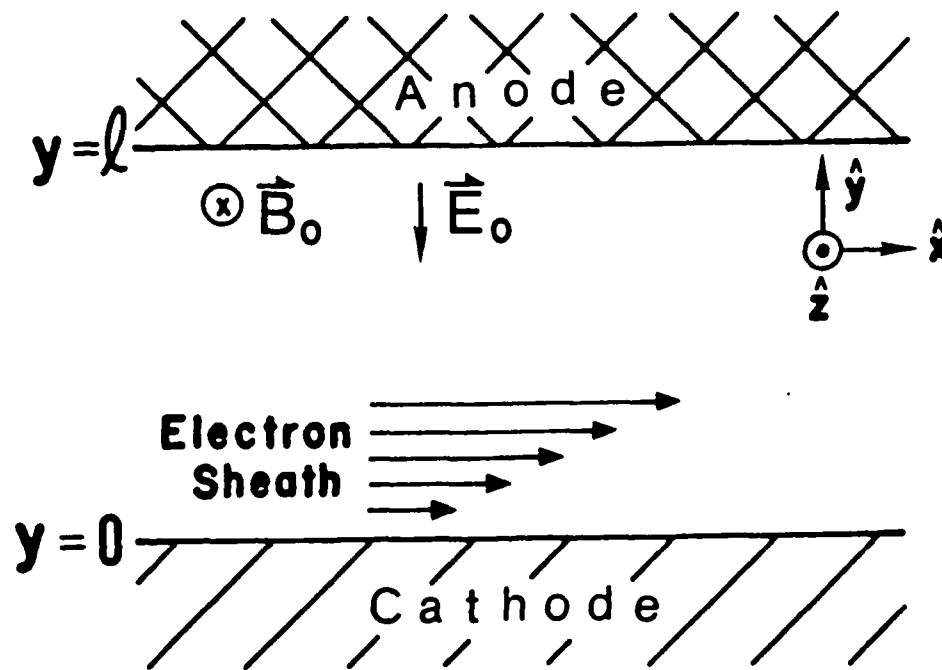 Anode
y = ℓ
⊗ B⃗₀ ↓ E⃗₀
ŷ
x̂
ẑ
Electron
Sheath
y = 0
Cathode